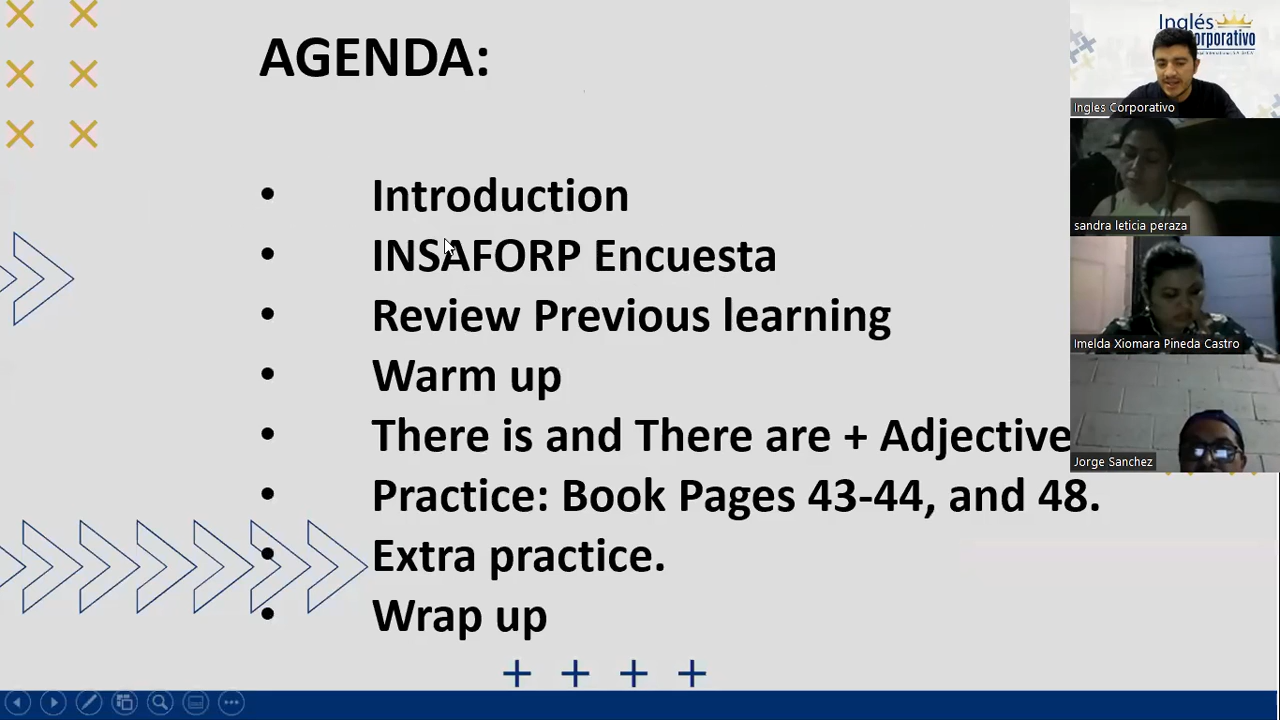 AGENDA:
• Introduction
• INSAFORP Encuesta
• Review Previous learning
• Warm up
• There is and There are + Adjective
• Practice: Book Pages 43-44, and 48.
• Extra practice.
• Wrap up
Inglés
orporativo
Ingles Corporativo
sandra leticia peraza
Imelda Xiomara Pineda Castro
Jorge Sanchez